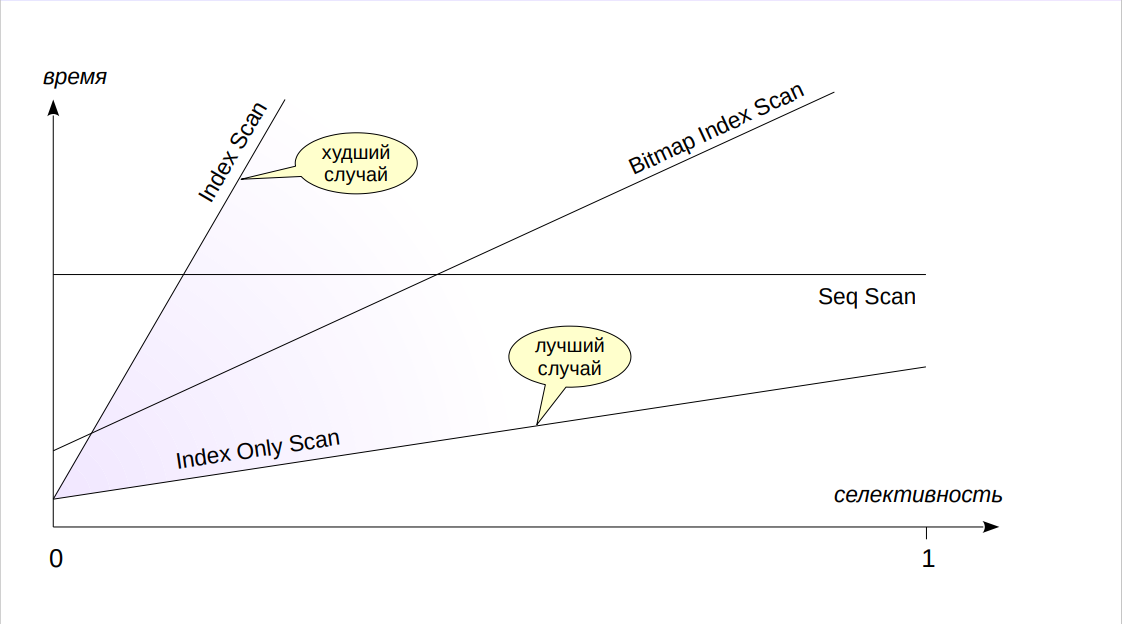 время
Index Scan
худший
случай
Bitmap Index Scan
Seq Scan
лучший
случай
Index Only Scan
селективность
0
1